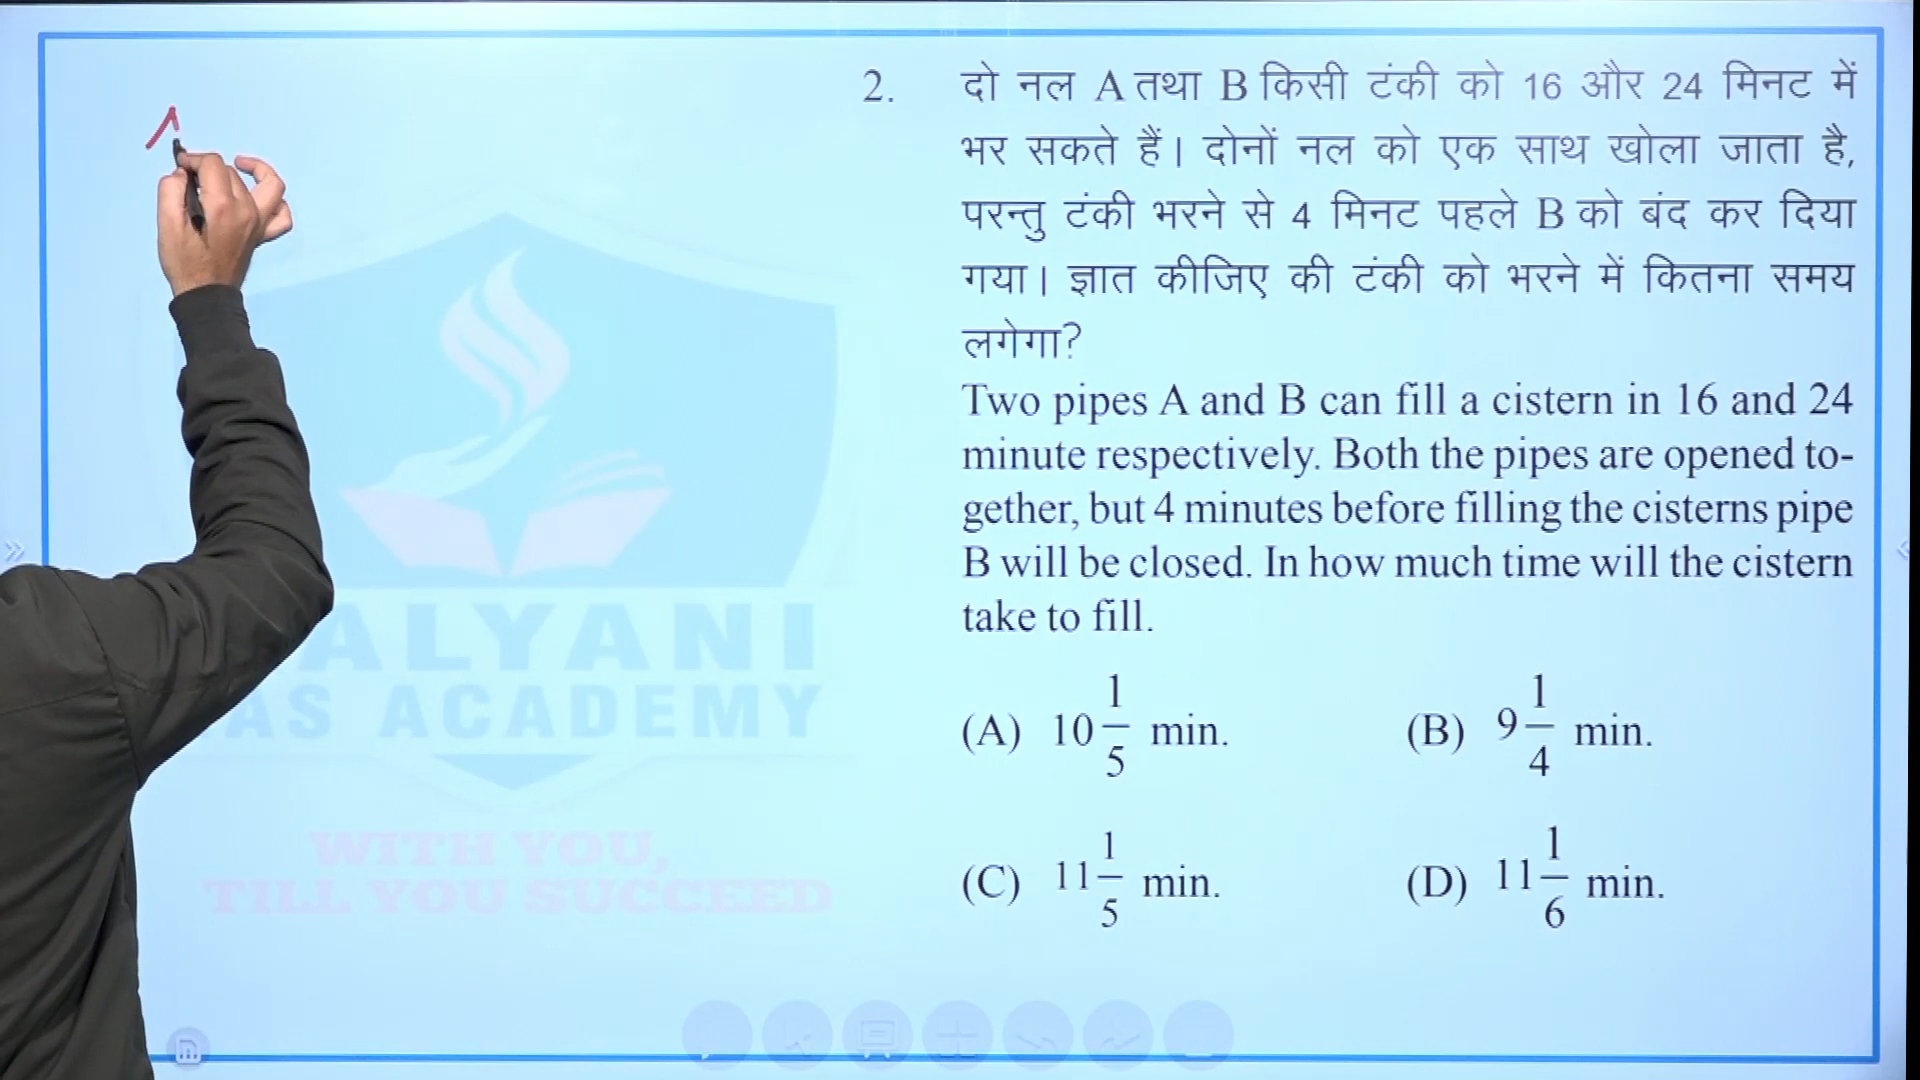 2. दो नल A तथा B किसी टंकी को 16 और 24 मिनट में
भर सकते हैं। दोनों नल को एक साथ खोला जाता है,
परन्तु टंकी भरने से 4 मिनट पहले B को बंद कर दिया
गया। ज्ञात कीजिए की टंकी को भरने में कितना समय
लगेगा?
Two pipes A and B can fill a cistern in 16 and 24
minute respectively. Both the pipes are opened to-
gether, but 4 minutes before filling the cisterns pipe
B will be closed. In how much time will the cistern
take to fill.
(A) 10 1/5 min. (B) 9 1/4 min.
(C) 11 1/5 min. (D) 11 1/6 min.
ALYANI
AS ACADEMY
WITH YOU,
TILL YOU SUCCEED